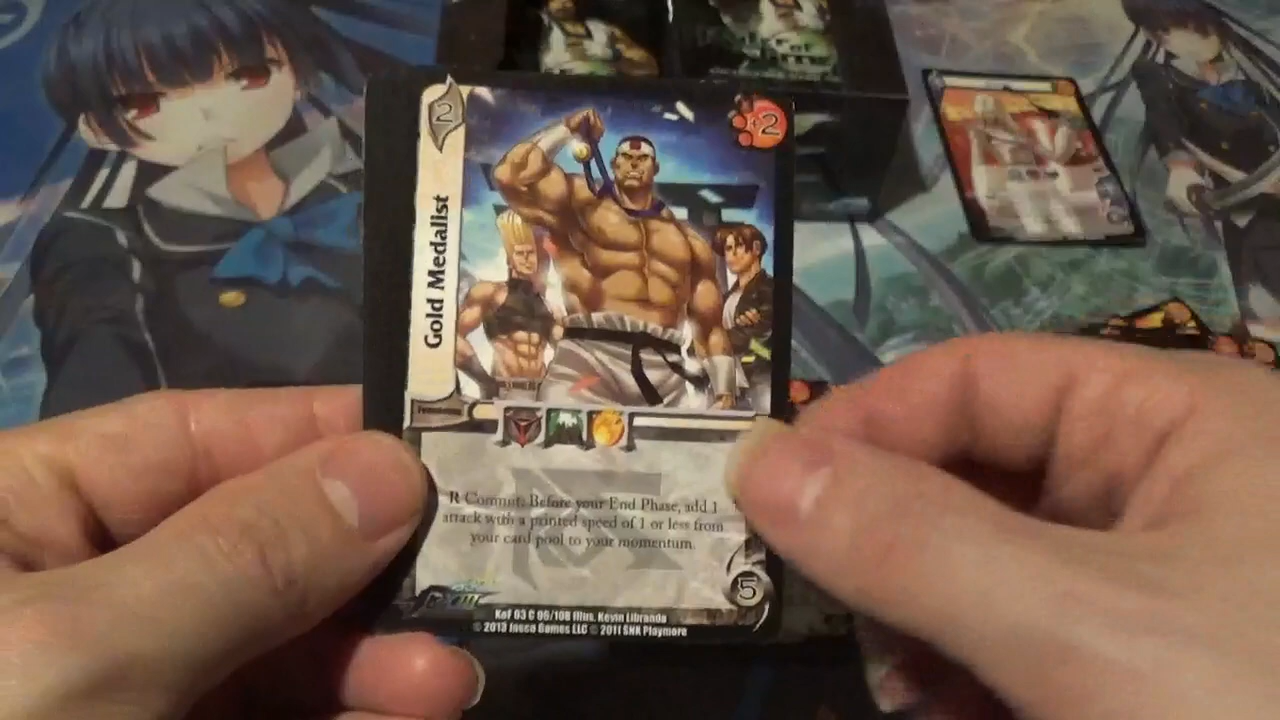 2
+2
Gold Medalist
Foundation
R Commit: Before your End Phase, add 1
attack with a printed speed of 1 or less from
your card pool to your momentum.
5
KoF 03 C 96/108 Illus. Kevin Libranda
© 2013 Jasco Games LLC © 2011 SNK Playmore